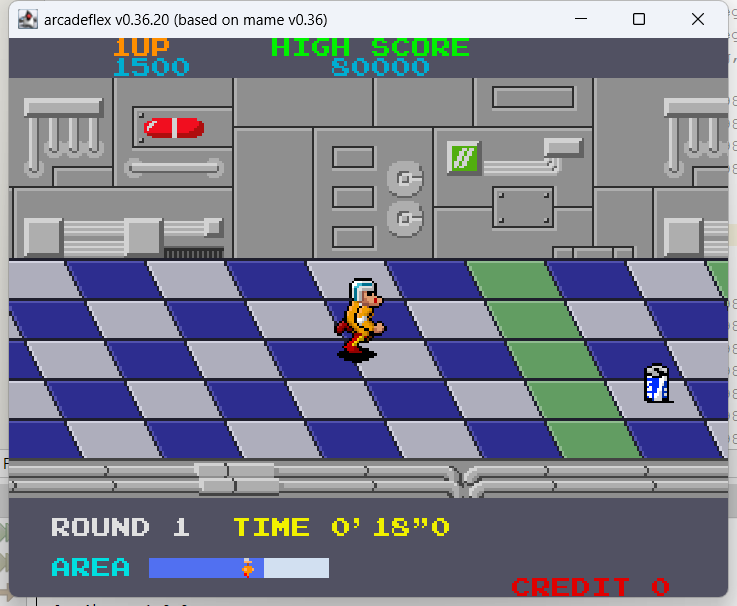 arcadeflex v0.36.20 (based on mame v0.36)
1UP HIGH SCORE
1500 80000
ROUND 1 TIME 0'18"0
AREA
CREDIT 0